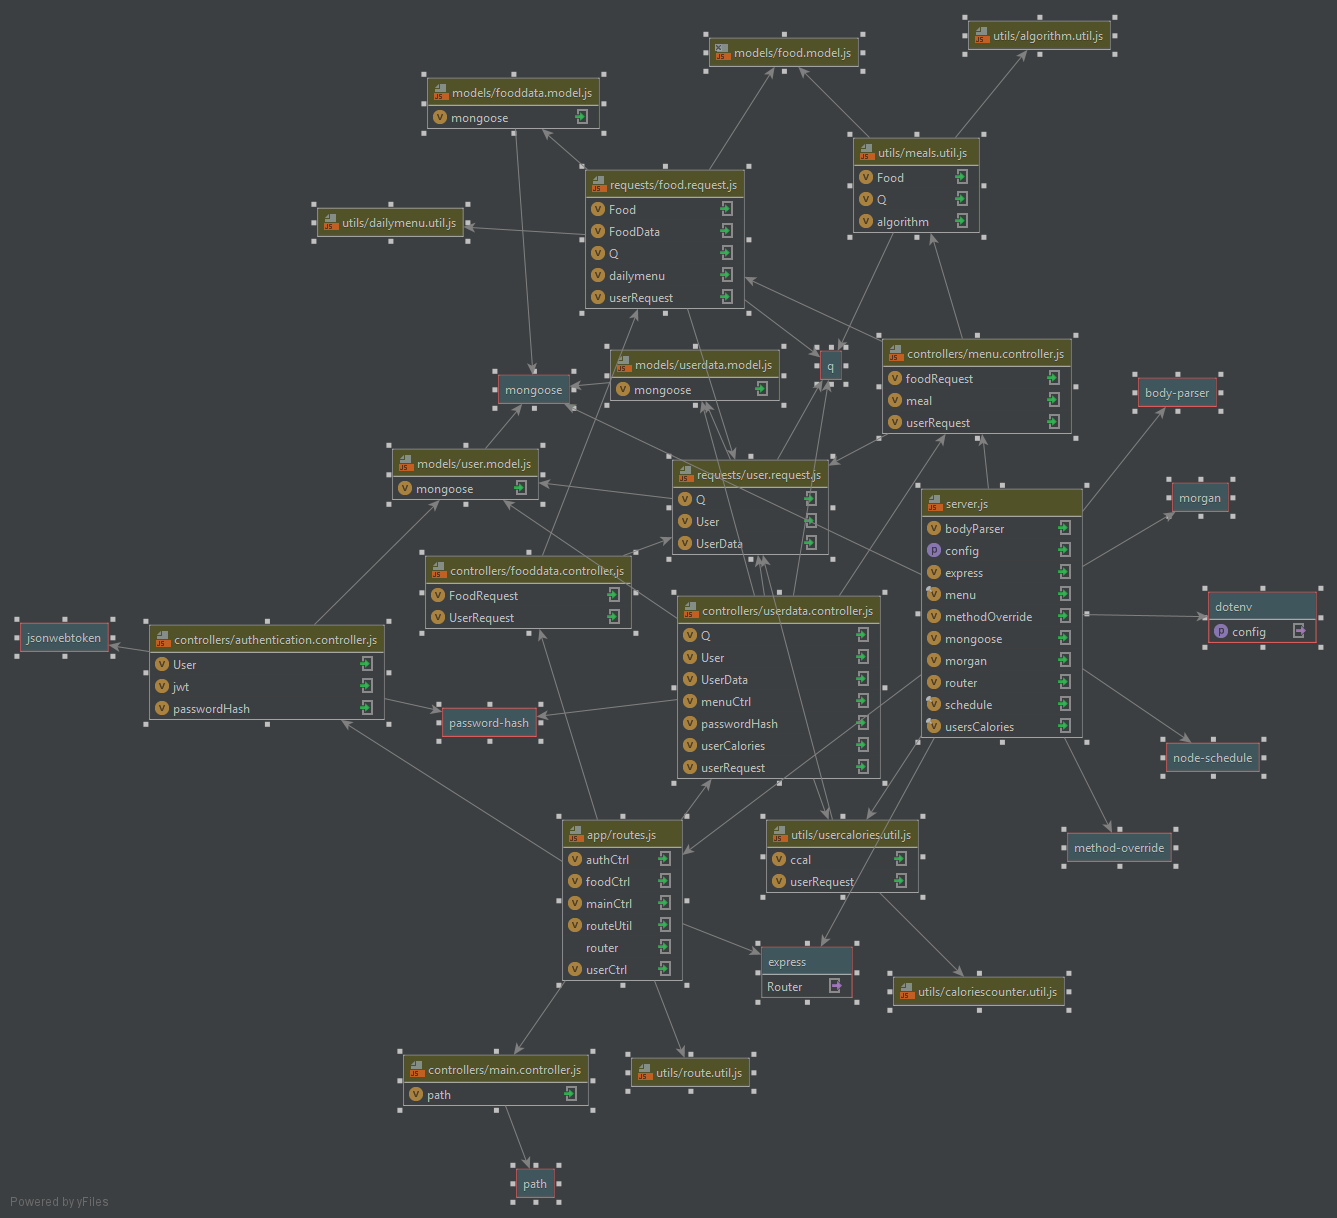 utils/algorithm.util.js
models/food.model.js
models/fooddata.model.js
mongoose
utils/meals.util.js
Food
Q
algorithm
requests/food.request.js
Food
FoodData
Q
dailymenu
userRequest
utils/dailymenu.util.js
controllers/menu.controller.js
foodRequest
meal
userRequest
models/userdata.model.js
mongoose
q
mongoose
body-parser
models/user.model.js
mongoose
requests/user.request.js
Q
User
UserData
morgan
server.js
bodyParser
config
express
menu
methodOverride
mongoose
morgan
router
schedule
usersCalories
controllers/fooddata.controller.js
FoodRequest
UserRequest
dotenv
config
controllers/userdata.controller.js
Q
User
UserData
menuCtrl
passwordHash
userCalories
userRequest
jsonwebtoken
controllers/authentication.controller.js
User
jwt
passwordHash
password-hash
node-schedule
app/routes.js
authCtrl
foodCtrl
mainCtrl
routeUtil
router
userCtrl
utils/usercalories.util.js
ccal
userRequest
method-override
express
Router
utils/caloriescounter.util.js
controllers/main.controller.js
path
utils/route.util.js
path
Powered by yFiles